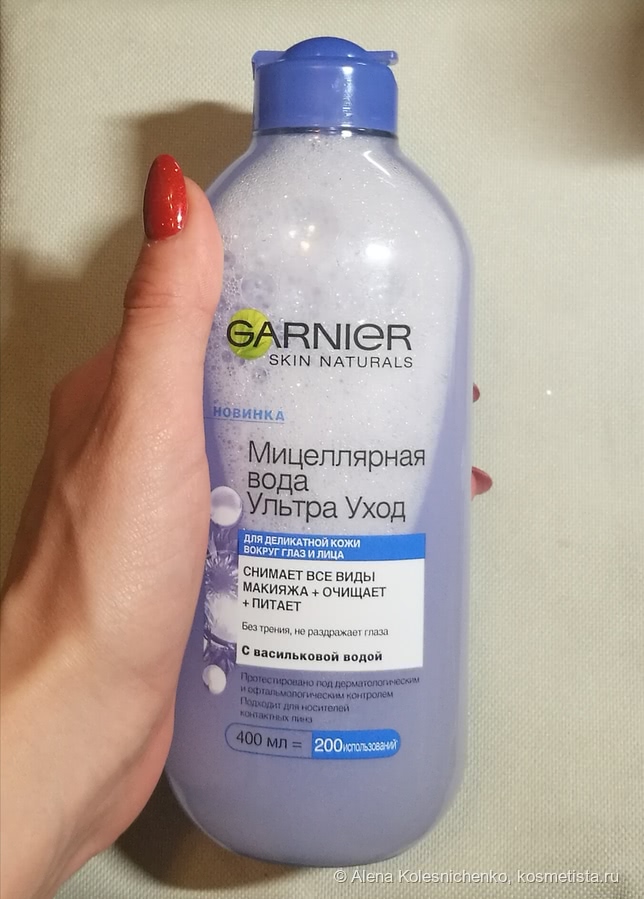 GARNIER
SKIN NATURALS
НОВИНКА
Мицеллярная
вода
Ультра Уход
ДЛЯ ДЕЛИКАТНОЙ КОЖИ
ВОКРУГ ГЛАЗ И ЛИЦА
СНИМАЕТ ВСЕ ВИДЫ
МАКИЯЖА + ОЧИЩАЕТ
+ ПИТАЕТ
Без трения, не раздражает глаза
С васильковой водой
Протестировано под дерматологическим
и офтальмологическим контролем
Подходит для носителей
контактных линз
400 мл = 200 использований*
© Alena Kolesnichenko, kosmetista.ru